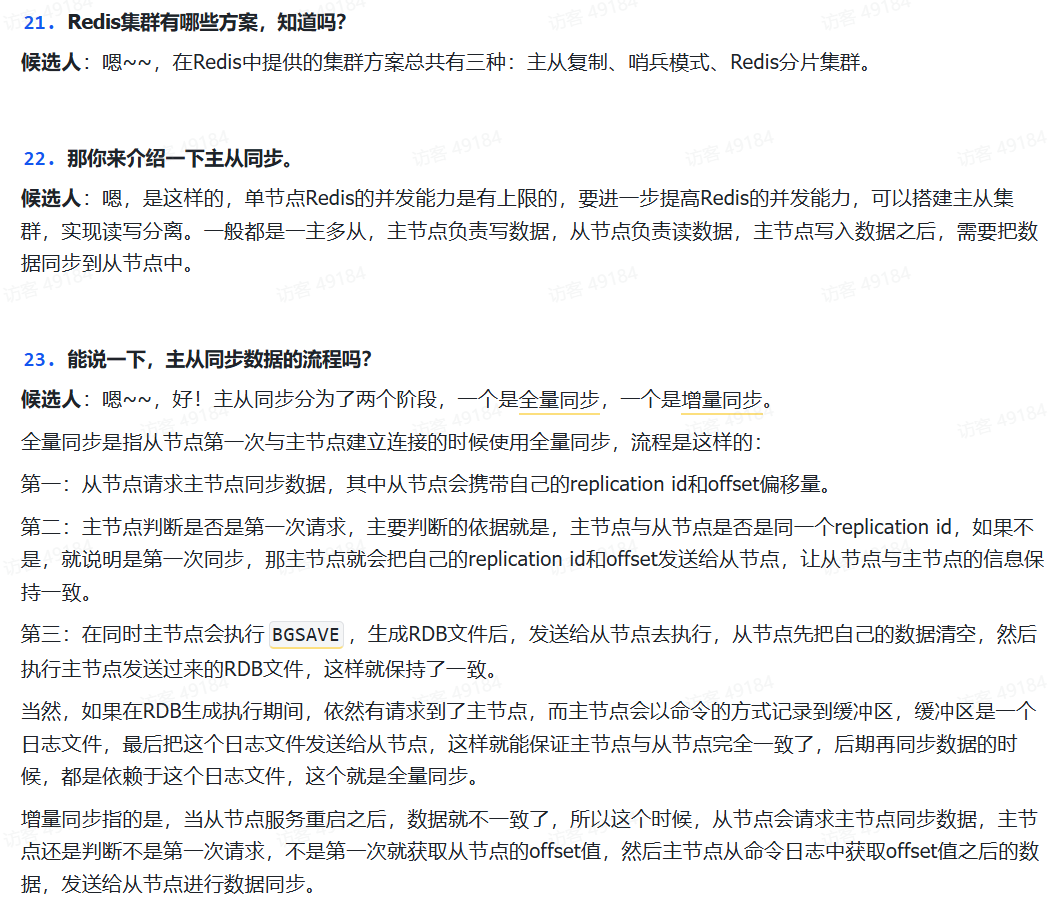 21. Redis集群有哪些方案，知道吗？
候选人：嗯~~，在Redis中提供的集群方案总共有三种：主从复制、哨兵模式、Redis分片集群。
22. 那你来介绍一下主从同步。
候选人：嗯，是这样的，单节点Redis的并发能力是有上限的，要进一步提高Redis的并发能力，可以搭建主从集
群，实现读写分离。一般都是一主多从，主节点负责写数据，从节点负责读数据，主节点写入数据之后，需要把数
据同步到从节点中。
23. 能说一下，主从同步数据的流程吗？
候选人：嗯~~，好！主从同步分为了两个阶段，一个是全量同步，一个是增量同步。
全量同步是指从节点第一次与主节点建立连接的时候使用全量同步，流程是这样的：
第一：从节点请求主节点同步数据，其中从节点会携带自己的replication id和offset偏移量。
第二：主节点判断是否是第一次请求，主要判断的依据就是，主节点与从节点是否是同一个replication id，如果不
是，就说明是第一次同步，那主节点就会把自己的replication id和offset发送给从节点，让从节点与主节点的信息保
持一致。
第三：在同时主节点会执行 BGSAVE ，生成RDB文件后，发送给从节点去执行，从节点先把自己的数据清空，然后
执行主节点发送过来的RDB文件，这样就保持了一致。
当然，如果在RDB生成执行期间，依然有请求到了主节点，而主节点会以命令的方式记录到缓冲区，缓冲区是一个
日志文件，最后把这个日志文件发送给从节点，这样就能保证主节点与从节点完全一致了，后期再同步数据的时
候，都是依赖于这个日志文件，这个就是全量同步。
增量同步指的是，当从节点服务重启之后，数据就不一致了，所以这个时候，从节点会请求主节点同步数据，主节
点还是判断不是第一次请求，不是第一次就获取从节点的offset值，然后主节点从命令日志中获取offset值之后的数
据，发送给从节点进行数据同步。
访客 49184